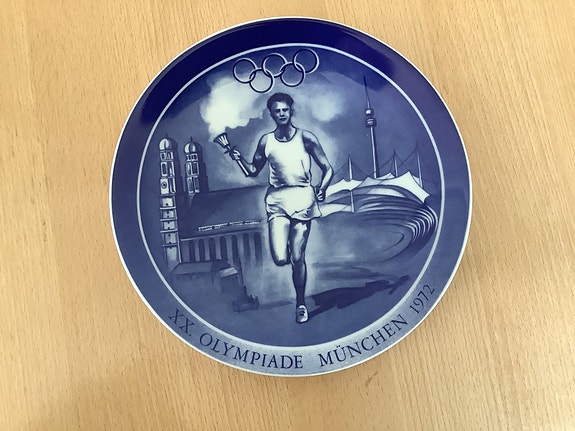 XX. OLYMPIADE MÜNCHEN 1972